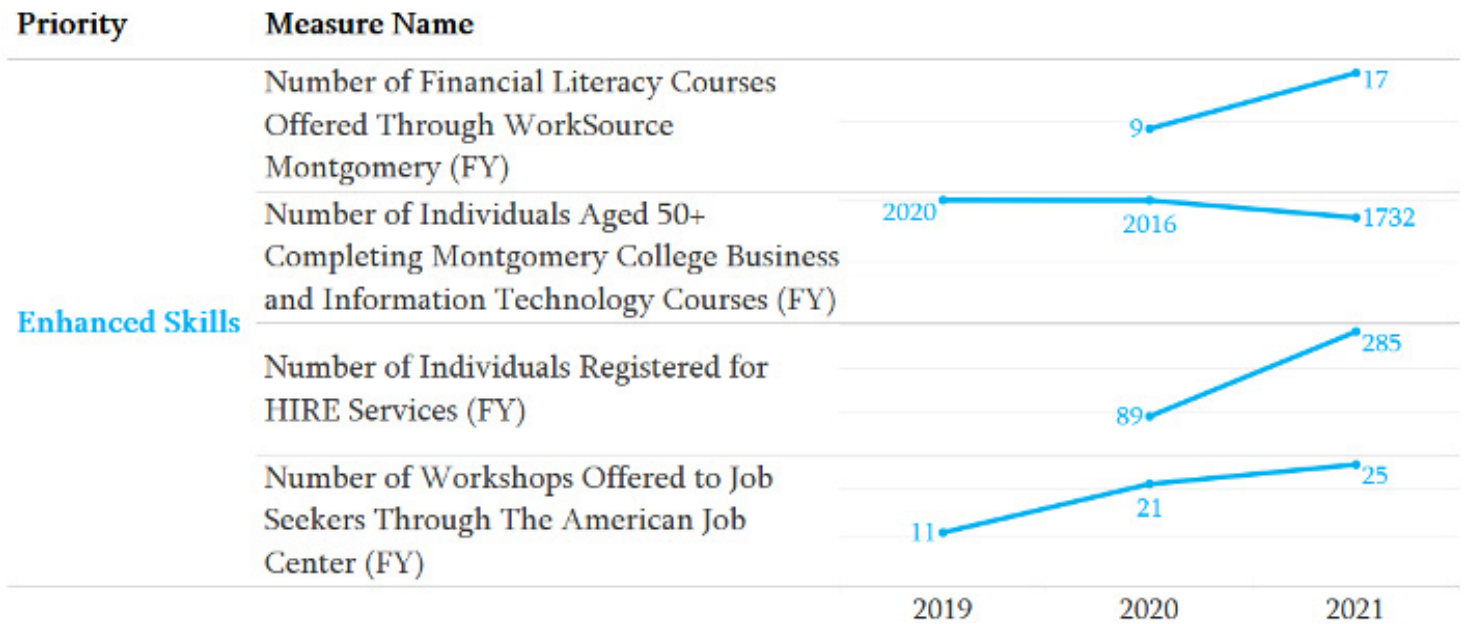 Priority Measure Name
Number of Financial Literacy Courses
Offered Through WorkSource
Montgomery (FY)
9
17
Number of Individuals Aged 50+
Completing Montgomery College Business
and Information Technology Courses (FY)
2020
2016
1732
Enhanced Skills
Number of Individuals Registered for
HIRE Services (FY)
89
285
Number of Workshops Offered to Job
Seekers Through The American Job
Center (FY)
11
21
25
2019 2020 2021